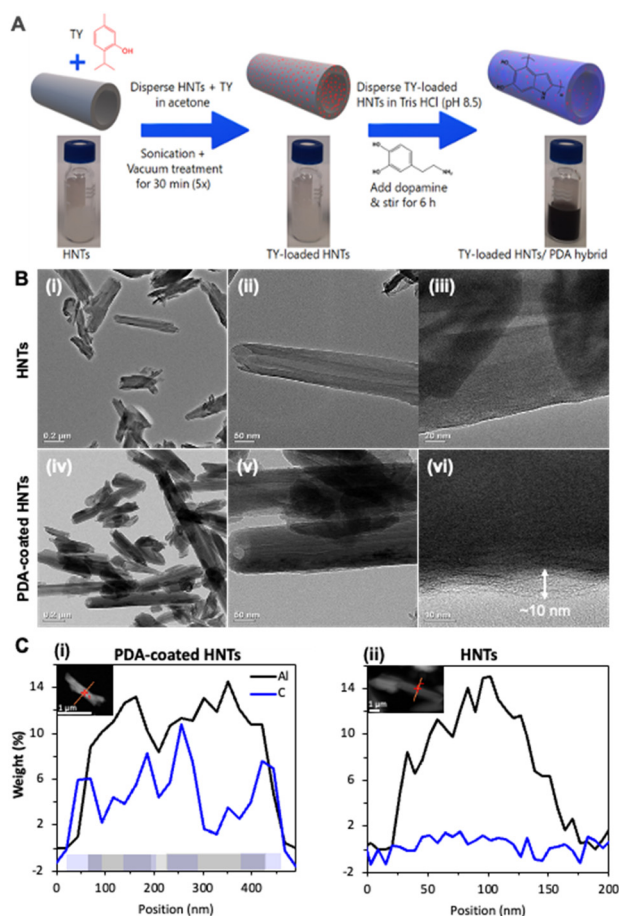 A
TY
OH
Disperse HNTs + TY
in acetone
Sonication +
Vacuum treatment
for 30 min (5x)
Disperse TY-loaded
HNTs in Tris HCl (pH 8.5)
HO
HO
NH₂
Add dopamine
& stir for 6 h
HNTs
TY-loaded HNTs
TY-loaded HNTs/ PDA hybrid
B
HNTs
(i)
0.2 µm
(ii)
50 nm
(iii)
20 nm
PDA-coated HNTs
(iv)
0.2 µm
(v)
50 nm
(vi)
~10 nm
10 nm
C
(i)
PDA-coated HNTs
1 µm
Al
C
Weight (%)
14
10
6
2
-2
0
100
200
300
400
Position (nm)
(ii)
HNTs
1 µm
14
10
6
2
-2
0
50
100
150
200
Position (nm)